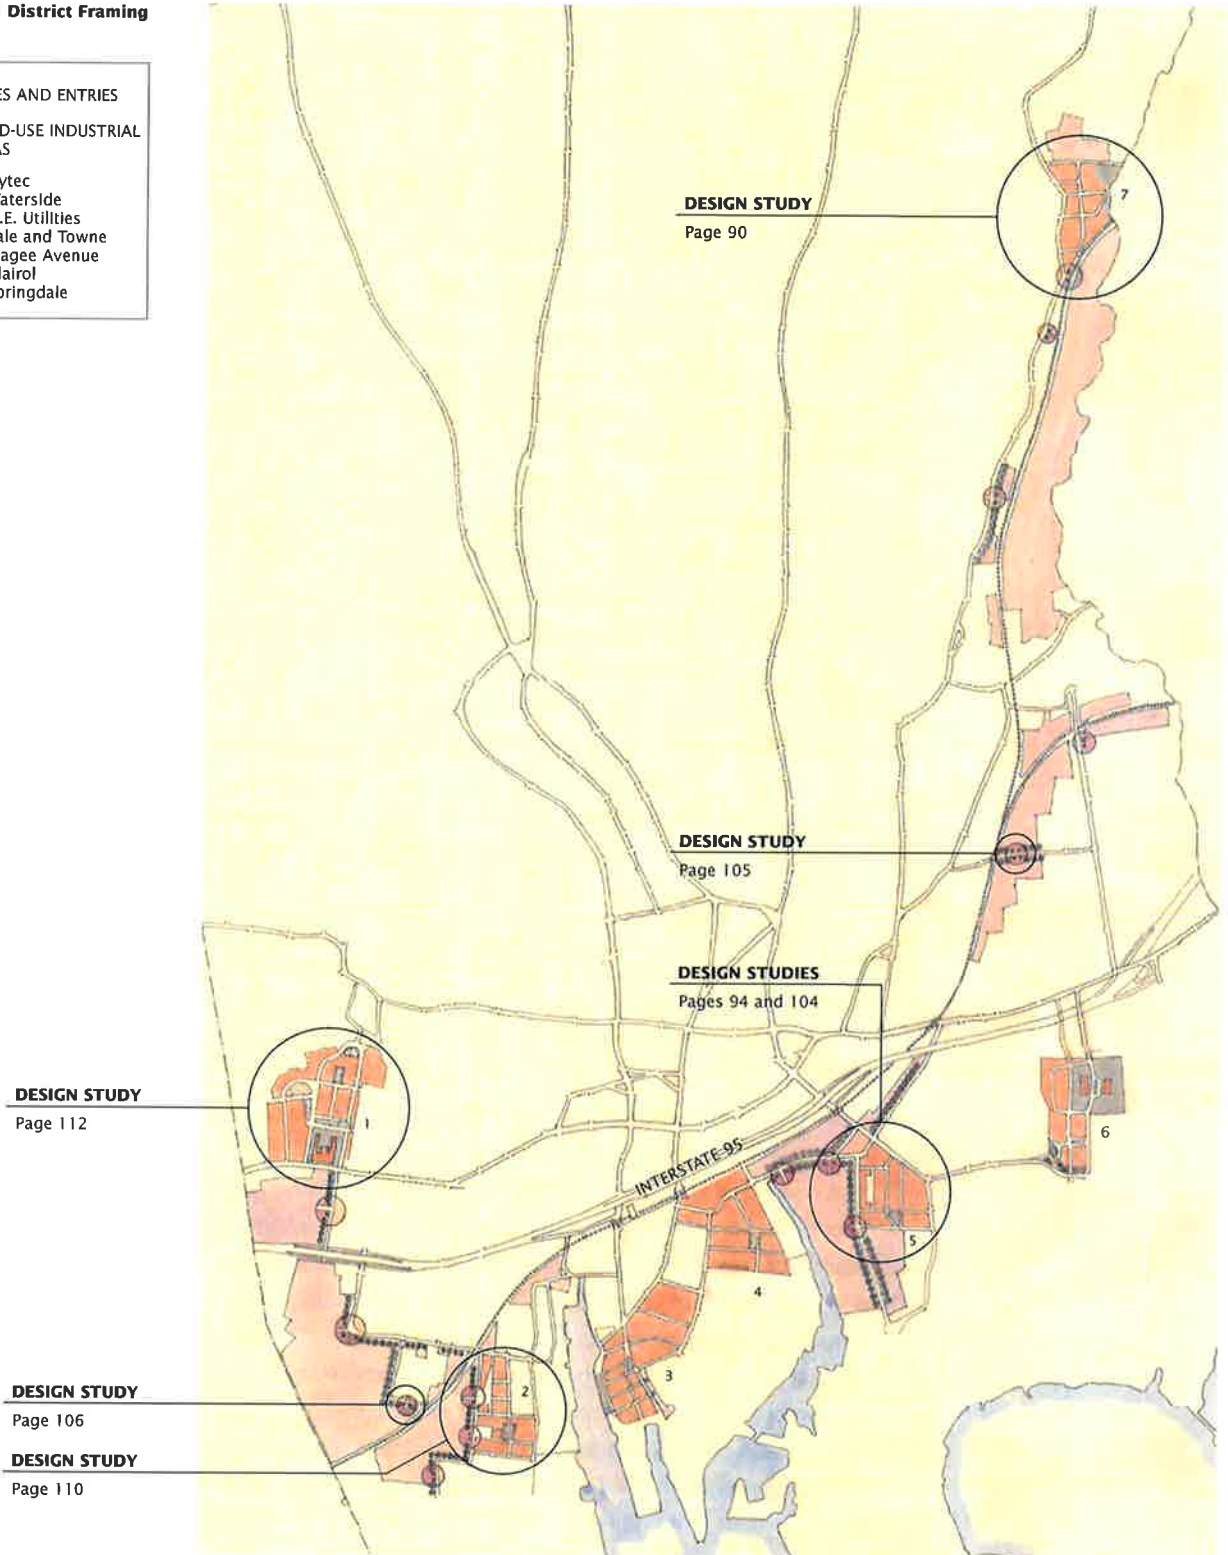 District Framing
ES AND ENTRIES
D-USE INDUSTRIAL
AS
ytec
aterside
.E. Utilities
ale and Towne
agee Avenue
lairol
pringdale
DESIGN STUDY
Page 90
7
DESIGN STUDY
Page 105
DESIGN STUDIES
Pages 94 and 104
DESIGN STUDY
Page 112
1
6
INTERSTATE 95
5
4
3
2
DESIGN STUDY
Page 106
DESIGN STUDY
Page 110